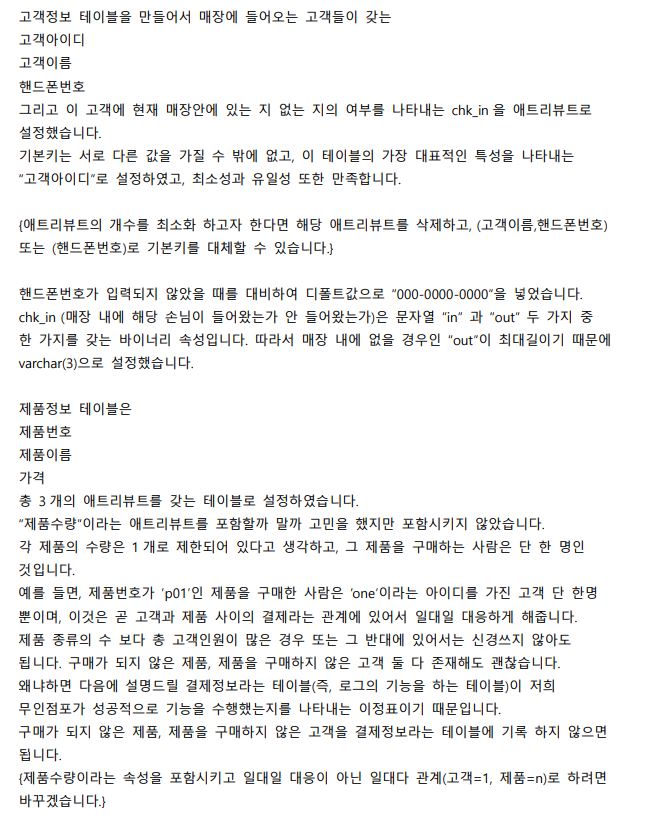 고객정보 테이블을 만들어서 매장에 들어오는 고객들이 갖는
고객아이디
고객이름
핸드폰번호
그리고 이 고객에 현재 매장안에 있는 지 없는 지의 여부를 나타내는 chk_in 을 애트리뷰트로
설정했습니다.
기본키는 서로 다른 값을 가질 수 밖에 없고, 이 테이블의 가장 대표적인 특성을 나타내는
“고객아이디”로 설정하였고, 최소성과 유일성 또한 만족합니다.
{애트리뷰트의 개수를 최소화 하고자 한다면 해당 애트리뷰트를 삭제하고, (고객이름,핸드폰번호)
또는 (핸드폰번호)로 기본키를 대체할 수 있습니다.}
핸드폰번호가 입력되지 않았을 때를 대비하여 디폴트값으로 “000-0000-0000”을 넣었습니다.
chk_in (매장 내에 해당 손님이 들어왔는가 안 들어왔는가)은 문자열 “in” 과 “out” 두 가지 중
한 가지를 갖는 바이너리 속성입니다. 따라서 매장 내에 없을 경우인 “out”이 최대길이기 때문에
varchar(3)으로 설정했습니다.
제품정보 테이블은
제품번호
제품이름
가격
총 3 개의 애트리뷰트를 갖는 테이블로 설정하였습니다.
“제품수량”이라는 애트리뷰트를 포함할까 말까 고민을 했지만 포함시키지 않았습니다.
각 제품의 수량은 1 개로 제한되어 있다고 생각하고, 그 제품을 구매하는 사람은 단 한 명인
것입니다.
예를 들면, 제품번호가 ‘p01’인 제품을 구매한 사람은 ‘one’이라는 아이디를 가진 고객 단 한명
뿐이며, 이것은 곧 고객과 제품 사이의 결제라는 관계에 있어서 일대일 대응하게 해줍니다.
제품 종류의 수 보다 총 고객인원이 많은 경우 또는 그 반대에 있어서는 신경쓰지 않아도
됩니다. 구매가 되지 않은 제품, 제품을 구매하지 않은 고객 둘 다 존재해도 괜찮습니다.
왜냐하면 다음에 설명드릴 결제정보라는 테이블(즉, 로그의 기능을 하는 테이블)이 저희
무인점포가 성공적으로 기능을 수행했는지를 나타내는 이정표이기 때문입니다.
구매가 되지 않은 제품, 제품을 구매하지 않은 고객을 결제정보라는 테이블에 기록 하지 않으면
됩니다.
{제품수량이라는 속성을 포함시키고 일대일 대응이 아닌 일대다 관계(고객=1, 제품=n)로 하려면
바꾸겠습니다.}